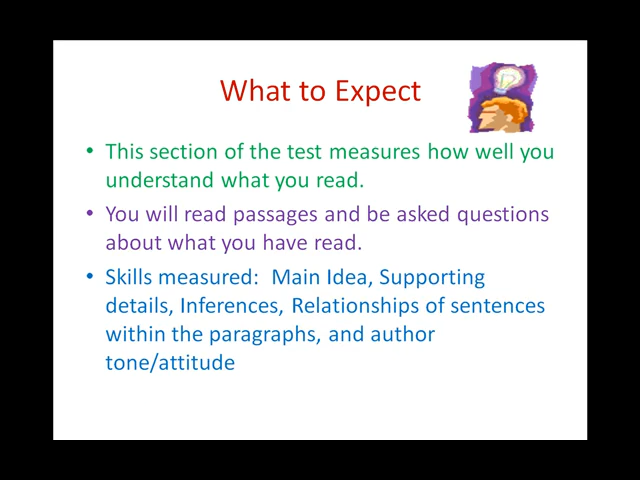 What to Expect
• This section of the test measures how well you
understand what you read.
• You will read passages and be asked questions
about what you have read.
• Skills measured:  Main Idea, Supporting
details, Inferences, Relationships of sentences
within the paragraphs, and author
tone/attitude